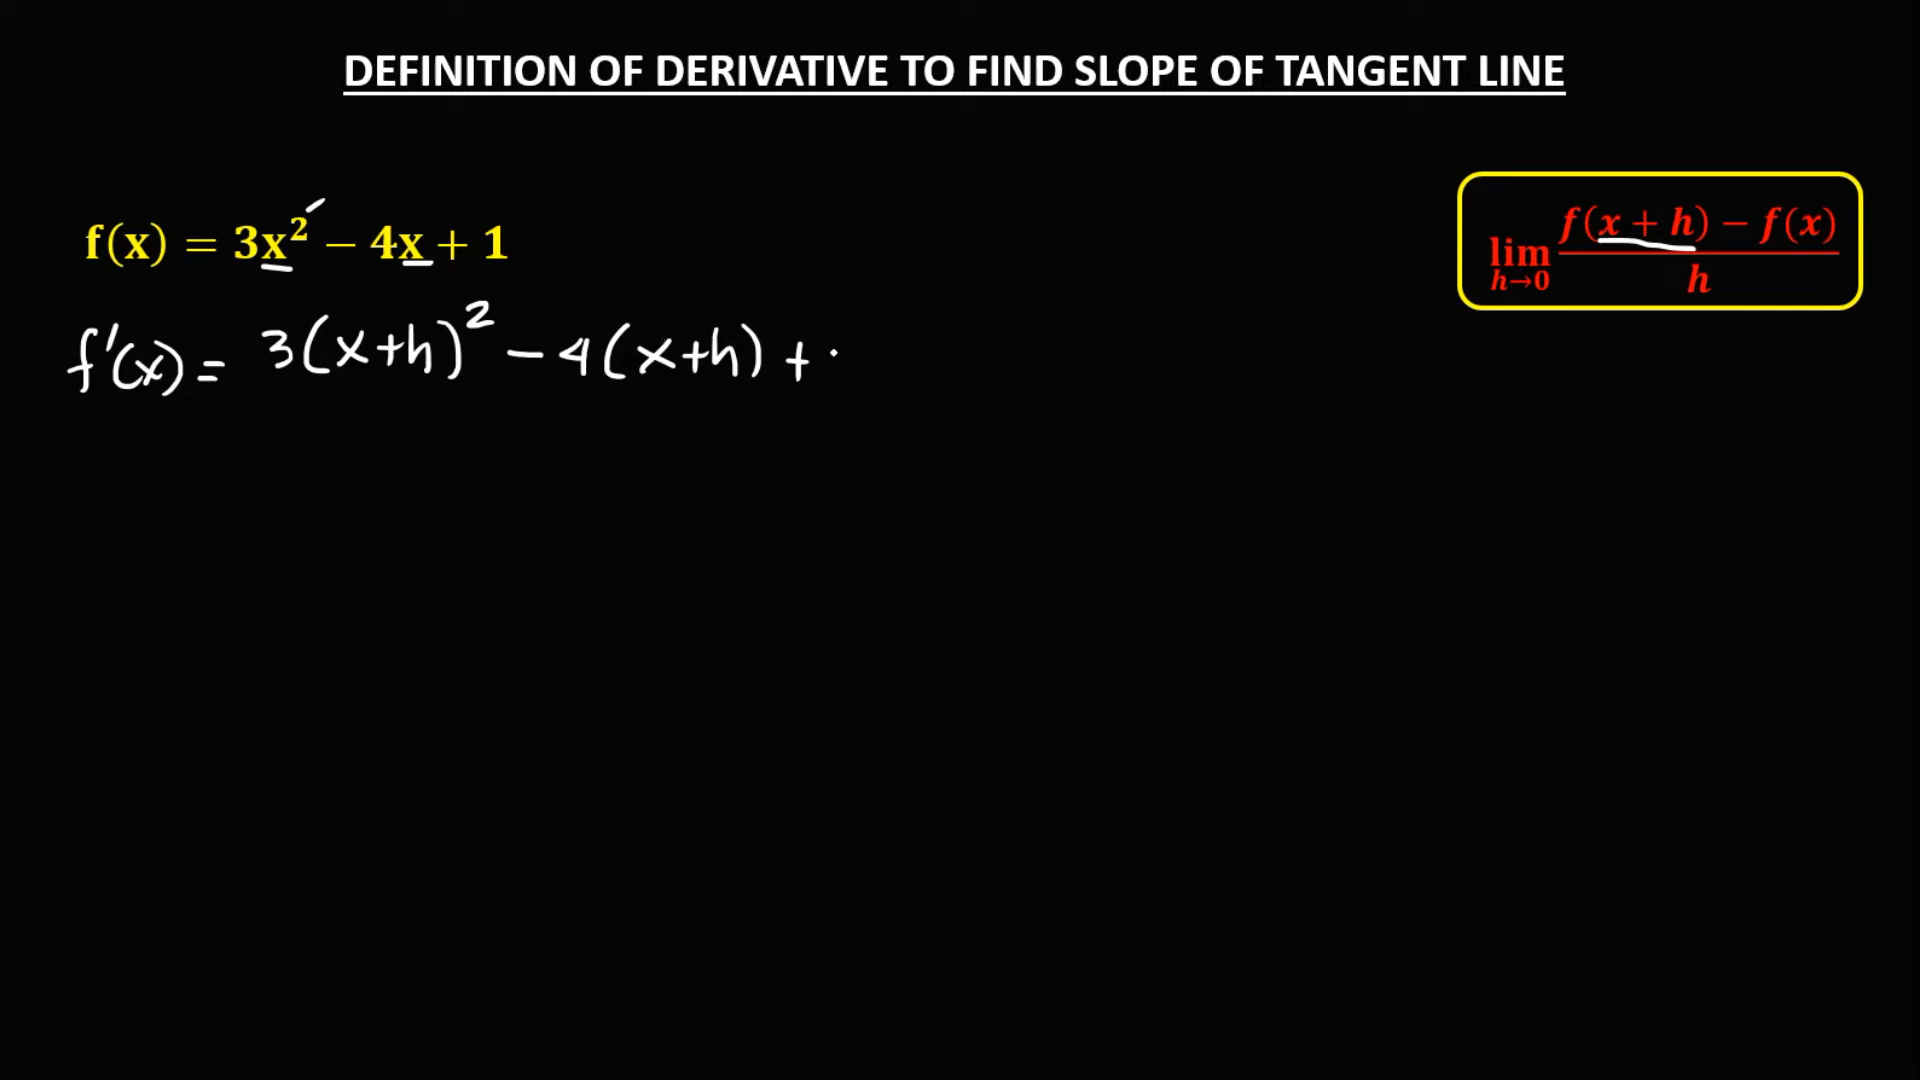 DEFINITION OF DERIVATIVE TO FIND SLOPE OF TANGENT LINE
f(x) = 3x² − 4x + 1
lim h→0 f(x + h) − f(x) / h
f'(x) = 3(x+h)² − 4(x+h) +